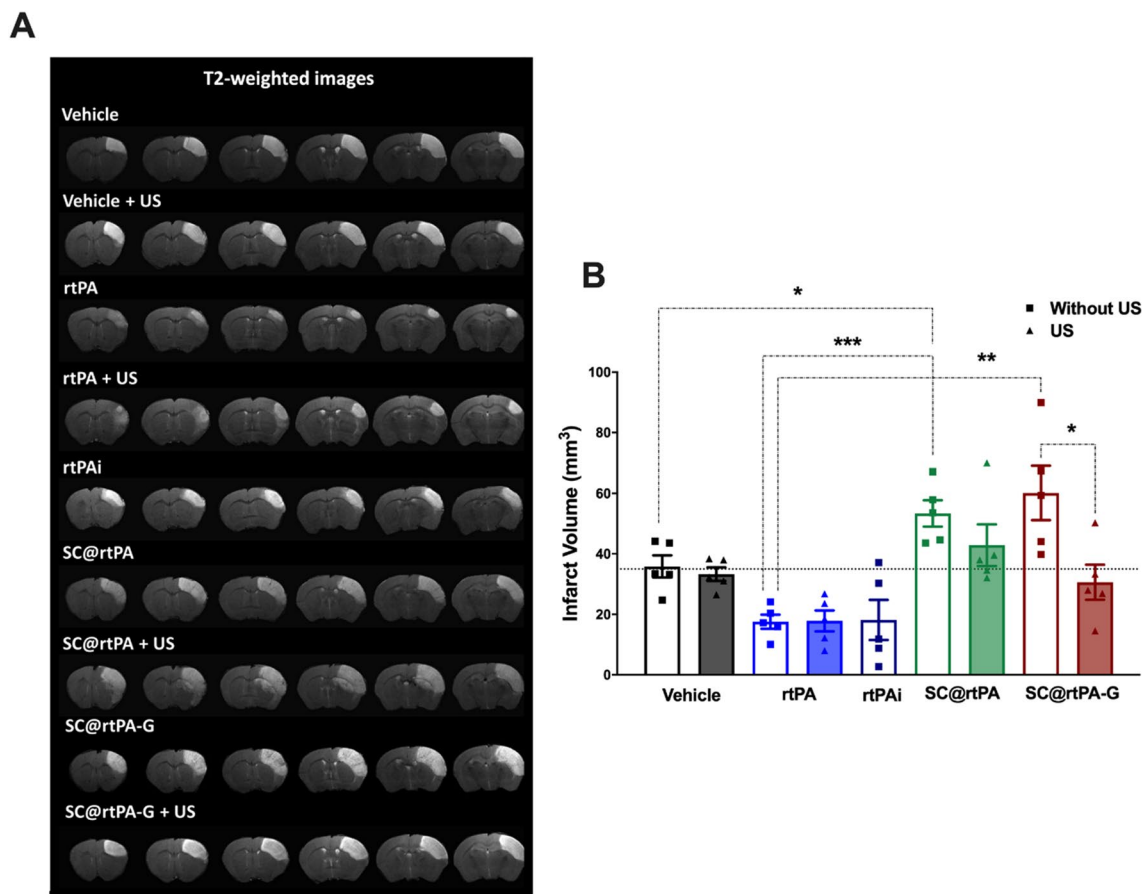 A
T2-weighted images
Vehicle
Vehicle + US
rtPA
rtPA + US
rtPAi
SC@rtPA
SC@rtPA + US
SC@rtPA-G
SC@rtPA-G + US
B
Without US
US
*
***
**
*
Infarct Volume (mm³)
100
80
60
40
20
0
Vehicle rtPA rtPAi SC@rtPA SC@rtPA-G